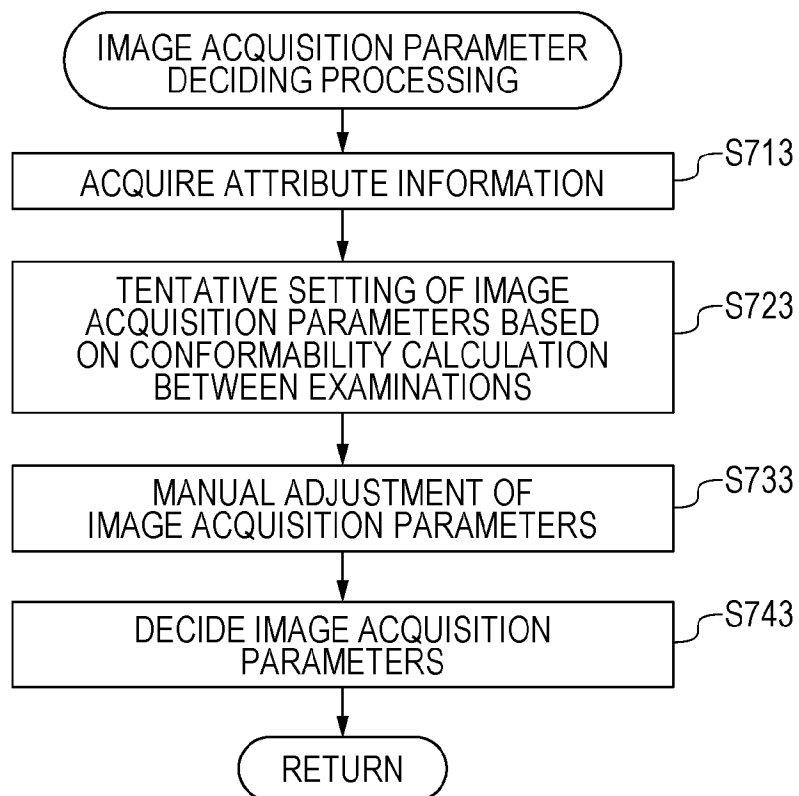 IMAGE ACQUISITION PARAMETER
DECIDING PROCESSING
S713
ACQUIRE ATTRIBUTE INFORMATION
S723
TENTATIVE SETTING OF IMAGE
ACQUISITION PARAMETERS BASED
ON CONFORMABILITY CALCULATION
BETWEEN EXAMINATIONS
S733
MANUAL ADJUSTMENT OF
IMAGE ACQUISITION PARAMETERS
S743
DECIDE IMAGE ACQUISITION
PARAMETERS
RETURN